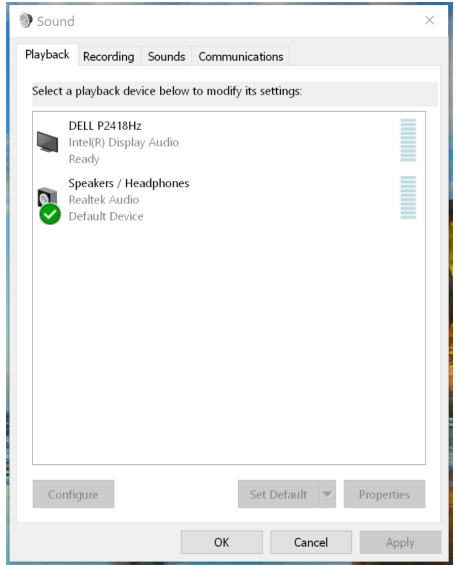 Sound
Playback Recording Sounds Communications
Select a playback device below to modify its settings:
DELL P2418Hz
Intel(R) Display Audio
Ready
Speakers / Headphones
Realtek Audio
Default Device
Configure Set Default Properties
OK Cancel Apply